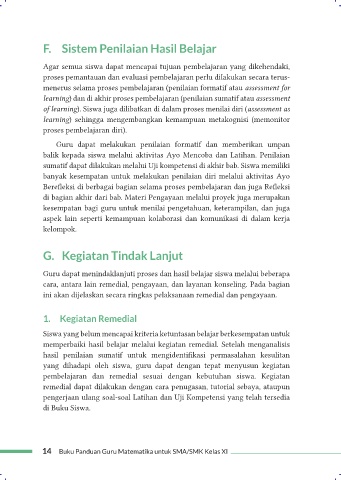 F. Sistem Penilaian Hasil Belajar
Agar semua siswa dapat mencapai tujuan pembelajaran yang dikehendaki,
proses pemantauan dan evaluasi pembelajaran perlu dilakukan secara terus-
menerus selama proses pembelajaran (penilaian formatif atau assessment for
learning) dan di akhir proses pembelajaran (penilaian sumatif atau assessment
of learning). Siswa juga dilibatkan di dalam proses menilai diri (assessment as
learning) sehingga mengembangkan kemampuan metakognisi (memonitor
proses pembelajaran diri).
Guru dapat melakukan penilaian formatif dan memberikan umpan
balik kepada siswa melalui aktivitas Ayo Mencoba dan Latihan. Penilaian
sumatif dapat dilakukan melalui Uji kompetensi di akhir bab. Siswa memiliki
banyak kesempatan untuk melakukan penilaian diri melalui aktivitas Ayo
Berefleksi di berbagai bagian selama proses pembelajaran dan juga Refleksi
di bagian akhir dari bab. Materi Pengayaan melalui proyek juga merupakan
kesempatan bagi guru untuk menilai pengetahuan, keterampilan, dan juga
aspek lain seperti kemampuan kolaborasi dan komunikasi di dalam kerja
kelompok.
G. Kegiatan Tindak Lanjut
Guru dapat menindaklanjuti proses dan hasil belajar siswa melalui beberapa
cara, antara lain remedial, pengayaan, dan layanan konseling. Pada bagian
ini akan dijelaskan secara ringkas pelaksanaan remedial dan pengayaan.
1. Kegiatan Remedial
Siswa yang belum mencapai kriteria ketuntasan belajar berkesempatan untuk
memperbaiki hasil belajar melalui kegiatan remedial. Setelah menganalisis
hasil penilaian sumatif untuk mengidentifikasi permasalahan kesulitan
yang dihadapi oleh siswa, guru dapat dengan tepat menyusun kegiatan
pembelajaran dan remedial sesuai dengan kebutuhan siswa. Kegiatan
remedial dapat dilakukan dengan cara penugasan, tutorial sebaya, ataupun
pengerjaan ulang soal-soal Latihan dan Uji Kompetensi yang telah tersedia
di Buku Siswa.
14 Buku Panduan Guru Matematika untuk SMA/SMK Kelas XI